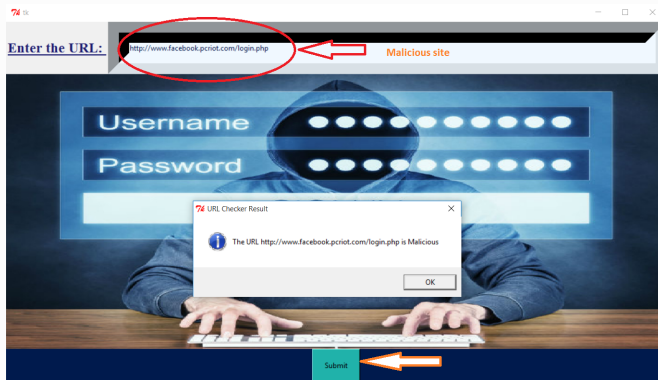 tk
Enter the URL:
http://www.facebook.pcriot.com/login.php
Malicious site
Username
Password
URL Checker Result
The URL http://www.facebook.pcriot.com/login.php is Malicious
OK
Submit